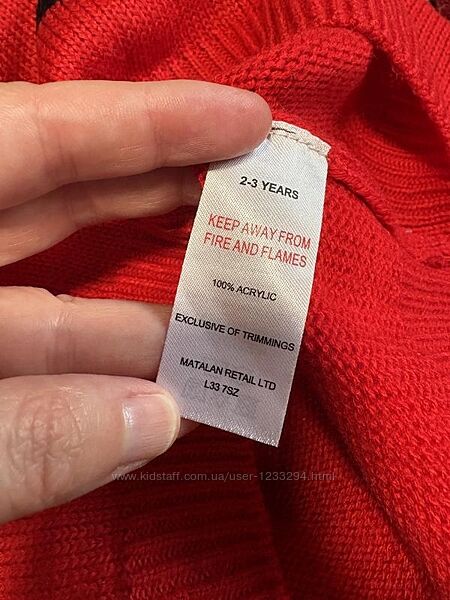 2-3 YEARS
KEEP AWAY FROM
FIRE AND FLAMES
100% ACRYLIC
EXCLUSIVE OF TRIMMINGS
MATALAN RETAIL LTD
L33 7SZ
www.kidstaff.com.ua/user-1233294.html